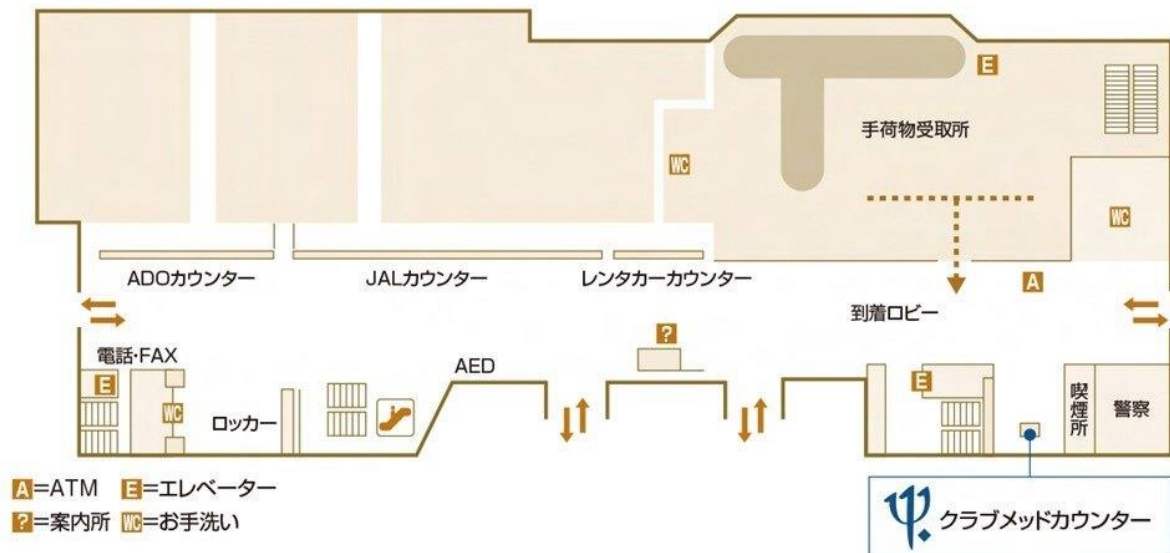 E
手荷物受取所
WC
WC
ADOカウンター
JALカウンター
レンタカーカウンター
A
到着ロビー
?
電話・FAX
AED
E
E
WC
ロッカー
喫煙所
警察
A=ATM E=エレベーター
?=案内所 WC=お手洗い
クラブメッドカウンター